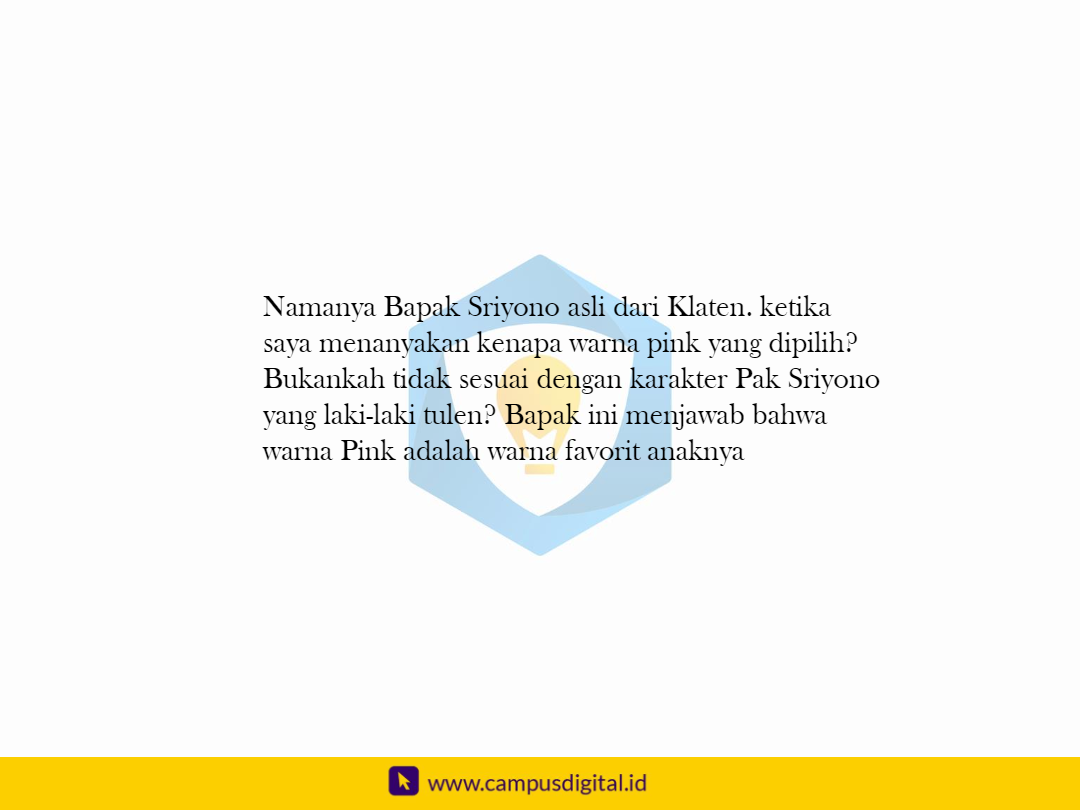 Namanya Bapak Sriyono asli dari Klaten. ketika
saya menanyakan kenapa warna pink yang dipilih?
Bukankah tidak sesuai dengan karakter Pak Sriyono
yang laki-laki tulen? Bapak ini menjawab bahwa
warna Pink adalah warna favorit anaknya
www.campusdigital.id